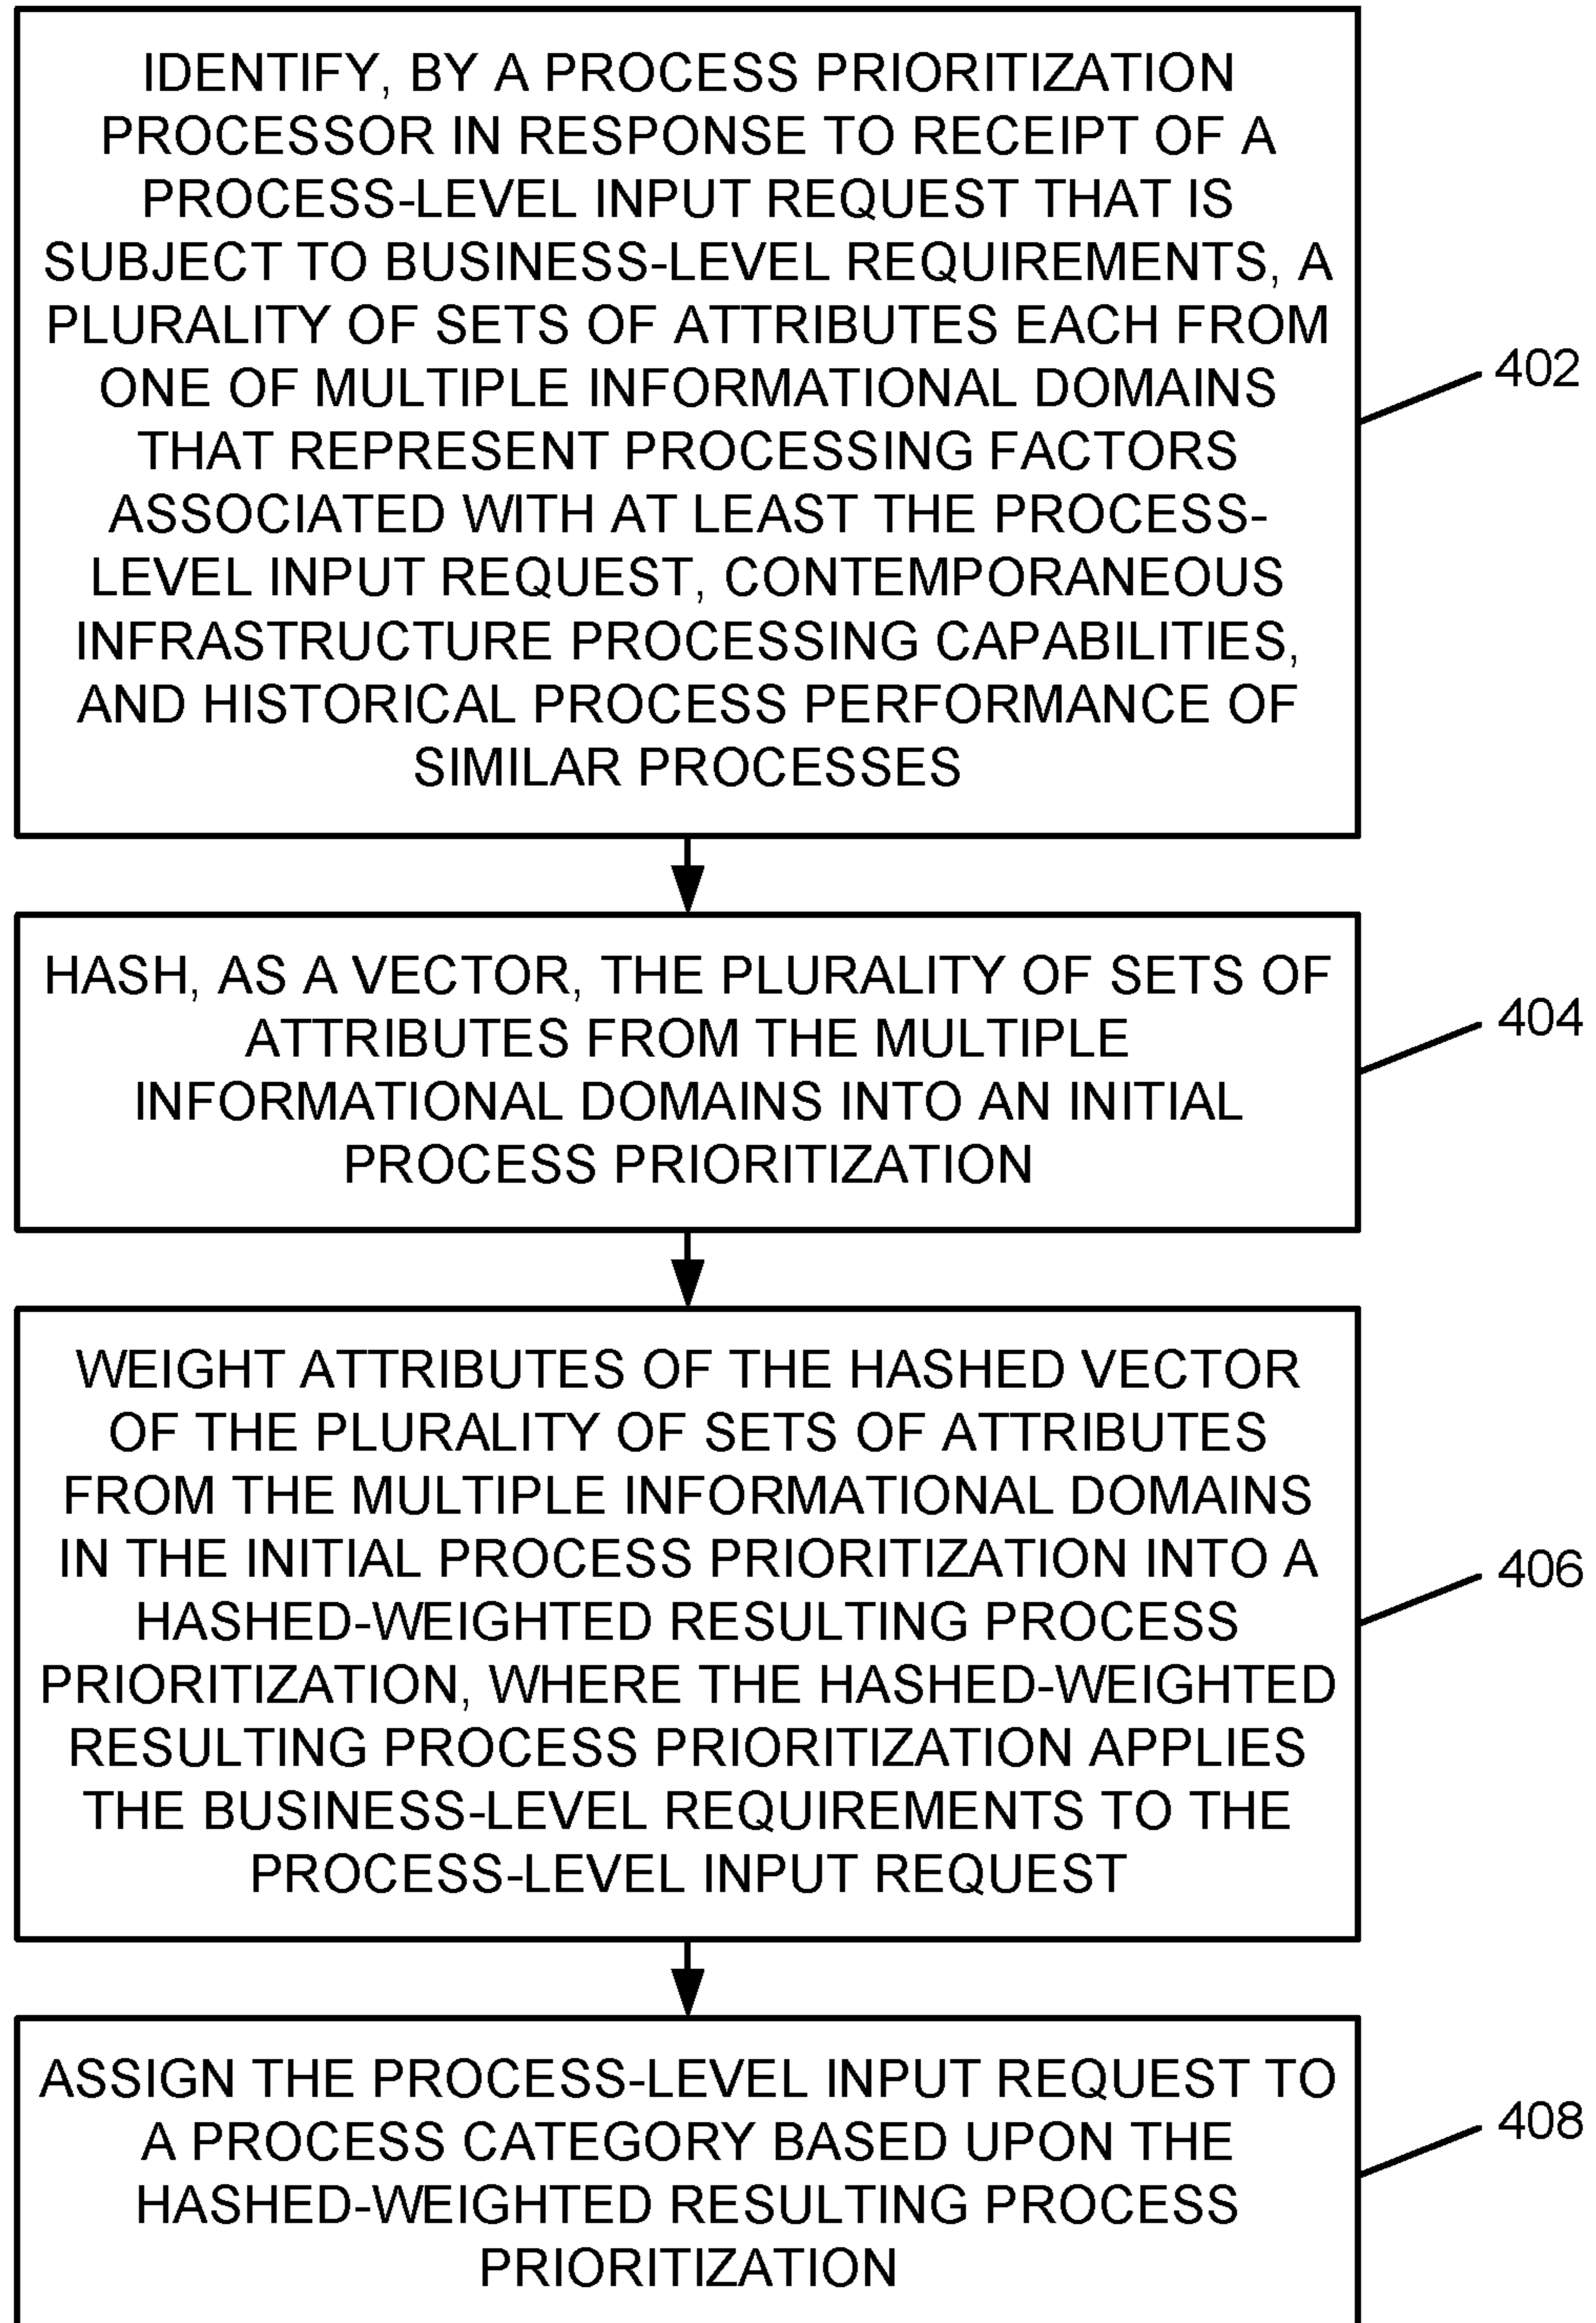 IDENTIFY, BY A PROCESS PRIORITIZATION
PROCESSOR IN RESPONSE TO RECEIPT OF A
PROCESS-LEVEL INPUT REQUEST THAT IS
SUBJECT TO BUSINESS-LEVEL REQUIREMENTS, A
PLURALITY OF SETS OF ATTRIBUTES EACH FROM
ONE OF MULTIPLE INFORMATIONAL DOMAINS
THAT REPRESENT PROCESSING FACTORS
ASSOCIATED WITH AT LEAST THE PROCESS-
LEVEL INPUT REQUEST, CONTEMPORANEOUS
INFRASTRUCTURE PROCESSING CAPABILITIES,
AND HISTORICAL PROCESS PERFORMANCE OF
SIMILAR PROCESSES
402
HASH, AS A VECTOR, THE PLURALITY OF SETS OF
ATTRIBUTES FROM THE MULTIPLE
INFORMATIONAL DOMAINS INTO AN INITIAL
PROCESS PRIORITIZATION
404
WEIGHT ATTRIBUTES OF THE HASHED VECTOR
OF THE PLURALITY OF SETS OF ATTRIBUTES
FROM THE MULTIPLE INFORMATIONAL DOMAINS
IN THE INITIAL PROCESS PRIORITIZATION INTO A
HASHED-WEIGHTED RESULTING PROCESS
PRIORITIZATION, WHERE THE HASHED-WEIGHTED
RESULTING PROCESS PRIORITIZATION APPLIES
THE BUSINESS-LEVEL REQUIREMENTS TO THE
PROCESS-LEVEL INPUT REQUEST
406
ASSIGN THE PROCESS-LEVEL INPUT REQUEST TO
A PROCESS CATEGORY BASED UPON THE
HASHED-WEIGHTED RESULTING PROCESS
PRIORITIZATION
408